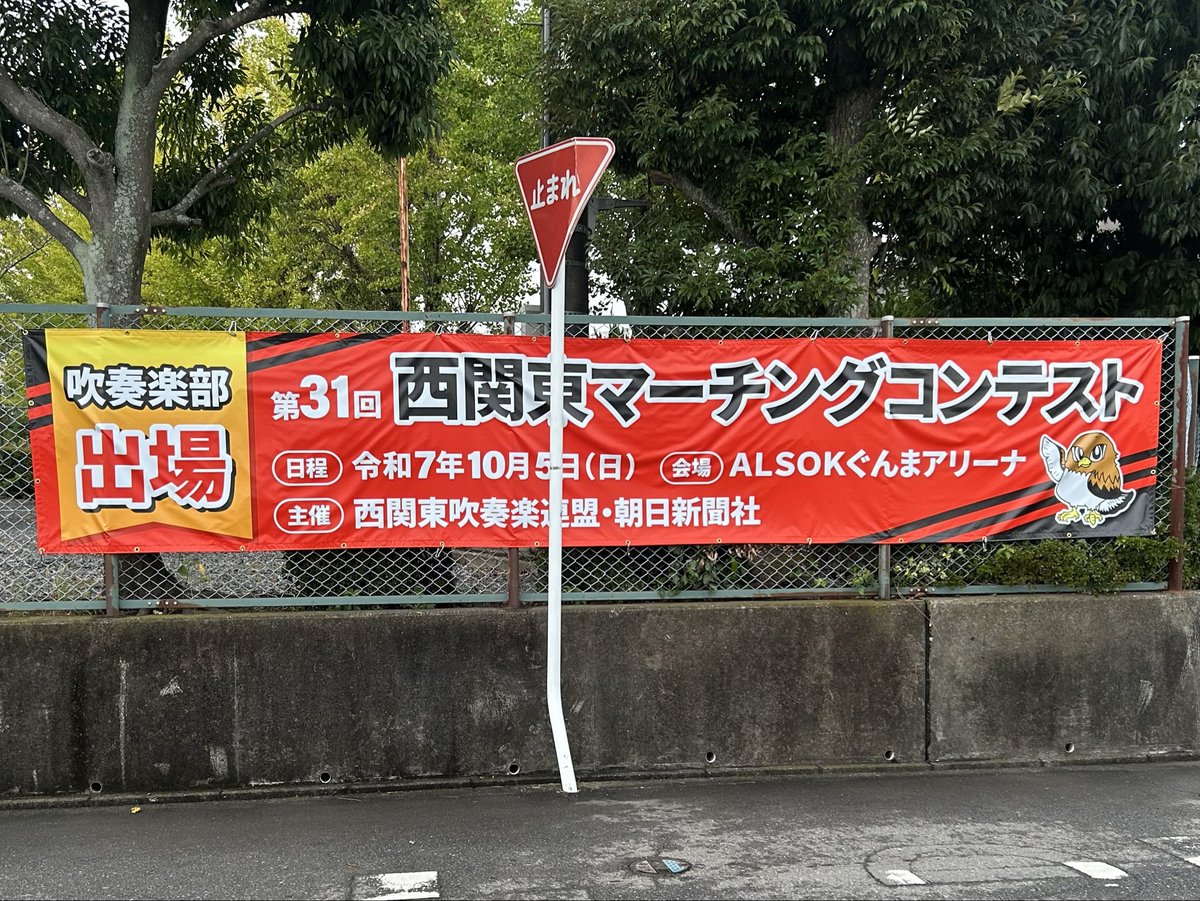 止まれ
吹奏楽部
出場
第31回 西関東マーチングコンテスト
日程 令和7年10月5日(日) 会場 ALSOKぐんまアリーナ
主催 西関東吹奏楽連盟・朝日新聞社